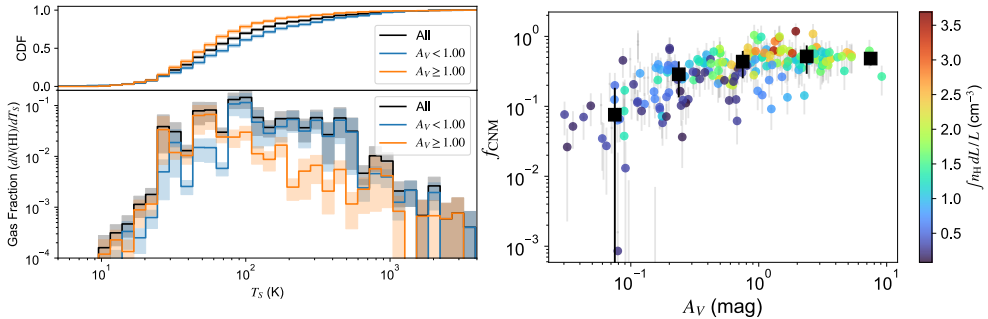 1.0
0.5
0.0
CDF
All
A_V < 1.00
A_V ≥ 1.00
10^-1
10^-2
10^-3
10^-4
Gas Fraction (dN(HI)/dT_S)
All
A_V < 1.00
A_V ≥ 1.00
10^1
10^2
10^3
T_S (K)
10^0
10^-1
10^-2
10^-3
f_CNM
10^-1
10^0
10^1
A_V (mag)
3.5
3.0
2.5
2.0
1.5
1.0
0.5
∫ n_H dL/L (cm^-3)